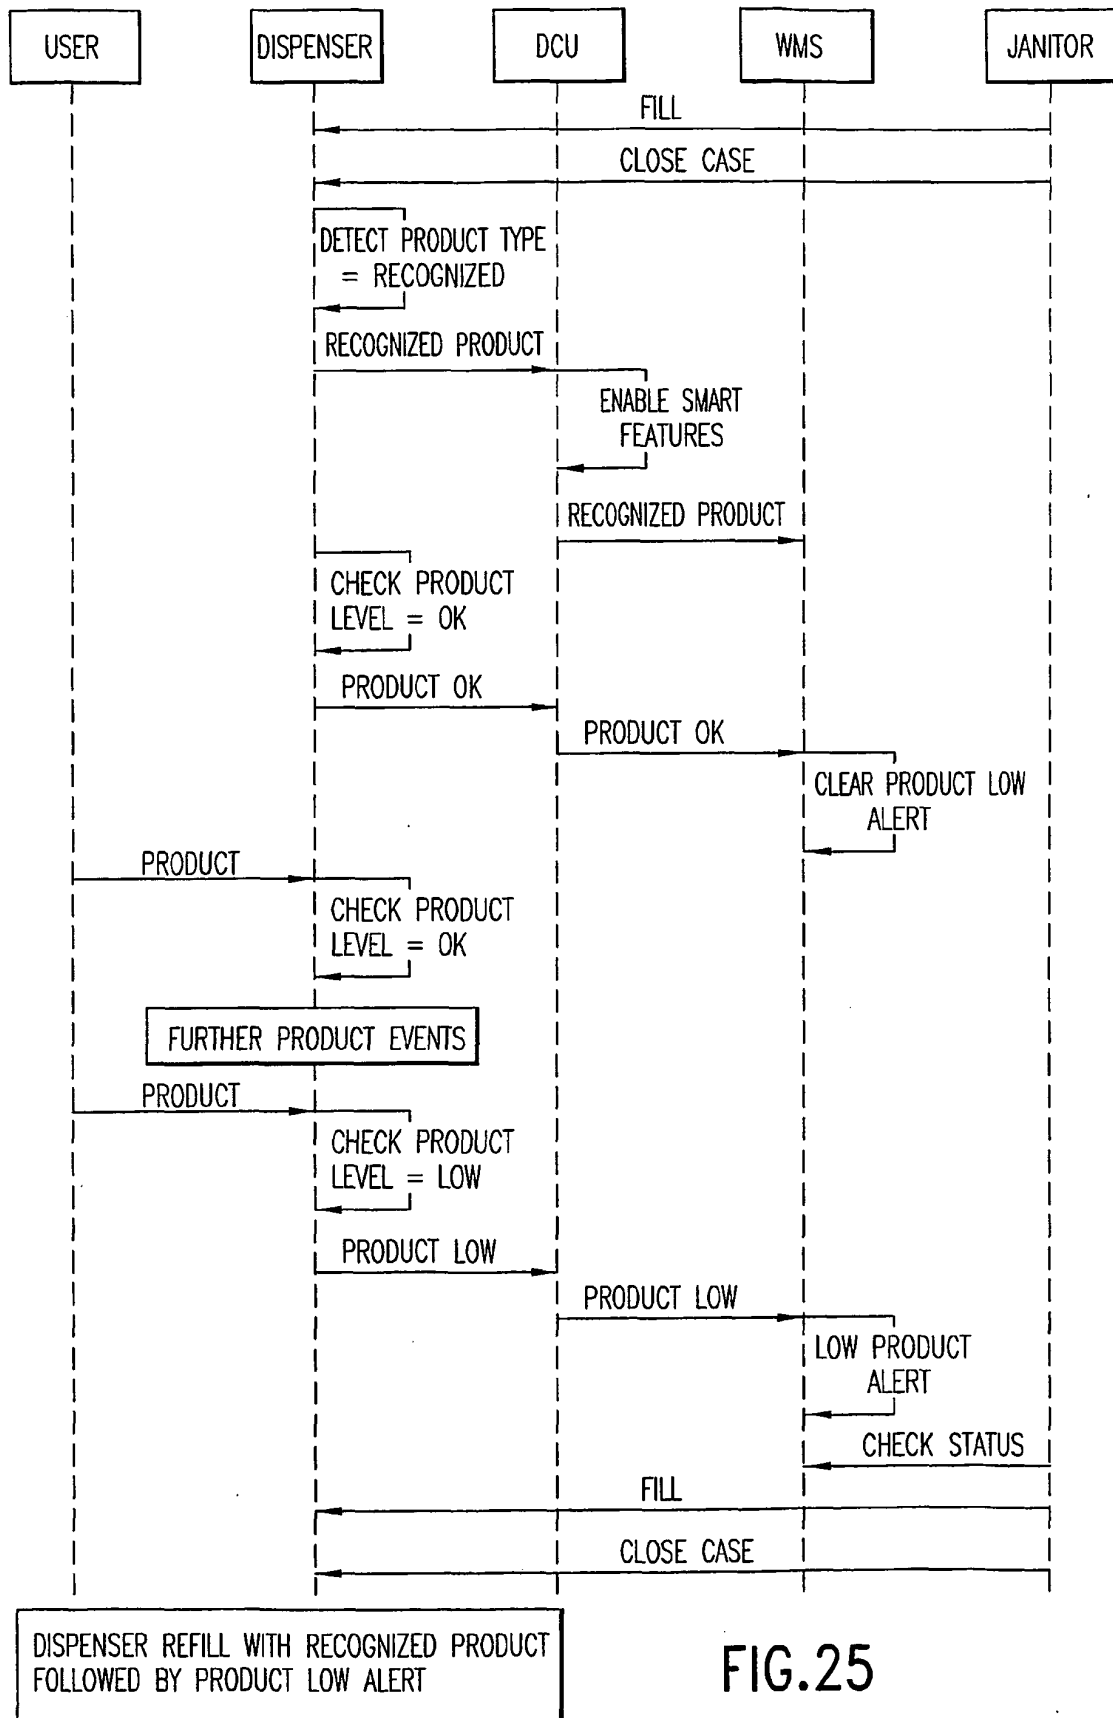 USER
DISPENSER
DCU
WMS
JANITOR
FILL
CLOSE CASE
DETECT PRODUCT TYPE
= RECOGNIZED
RECOGNIZED PRODUCT
ENABLE SMART
FEATURES
RECOGNIZED PRODUCT
CHECK PRODUCT
LEVEL = OK
PRODUCT OK
PRODUCT OK
CLEAR PRODUCT LOW
ALERT
PRODUCT
CHECK PRODUCT
LEVEL = OK
FURTHER PRODUCT EVENTS
PRODUCT
CHECK PRODUCT
LEVEL = LOW
PRODUCT LOW
PRODUCT LOW
LOW PRODUCT
ALERT
CHECK STATUS
FILL
CLOSE CASE
DISPENSER REFILL WITH RECOGNIZED PRODUCT
FOLLOWED BY PRODUCT LOW ALERT
FIG.25